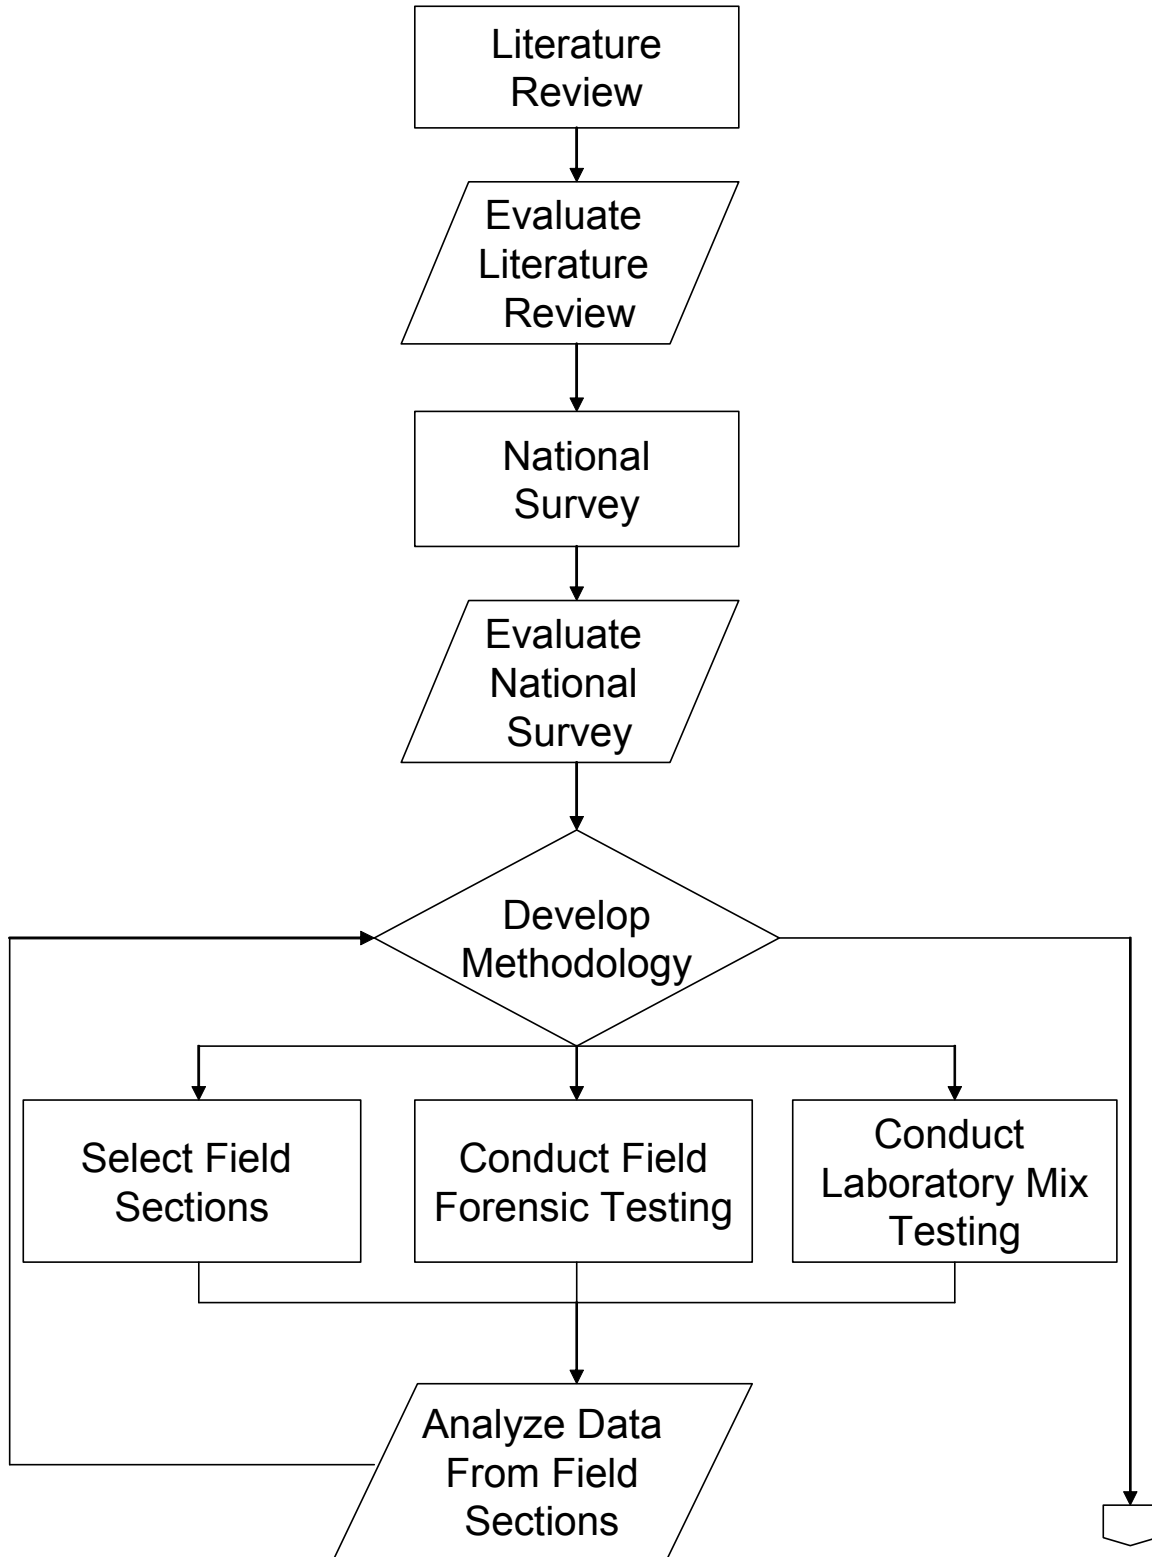 Literature
Review
Evaluate
Literature
Review
National
Survey
Evaluate
National
Survey
Develop
Methodology
Select Field
Sections
Conduct Field
Forensic Testing
Conduct
Laboratory Mix
Testing
Analyze Data
From Field
Sections